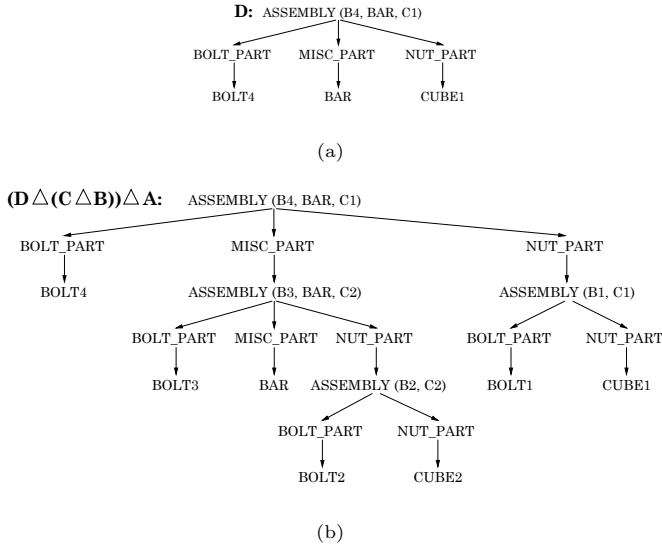 D: ASSEMBLY (B4, BAR, C1)
BOLT_PART MISC_PART NUT_PART
BOLT4 BAR CUBE1
(a)
(D△(C△B))△A: ASSEMBLY (B4, BAR, C1)
BOLT_PART MISC_PART NUT_PART
BOLT4 ASSEMBLY (B3, BAR, C2) ASSEMBLY (B1, C1)
BOLT_PART MISC_PART NUT_PART BOLT_PART NUT_PART
BOLT3 BAR ASSEMBLY (B2, C2) BOLT1 CUBE1
BOLT_PART NUT_PART
BOLT2 CUBE2
(b)